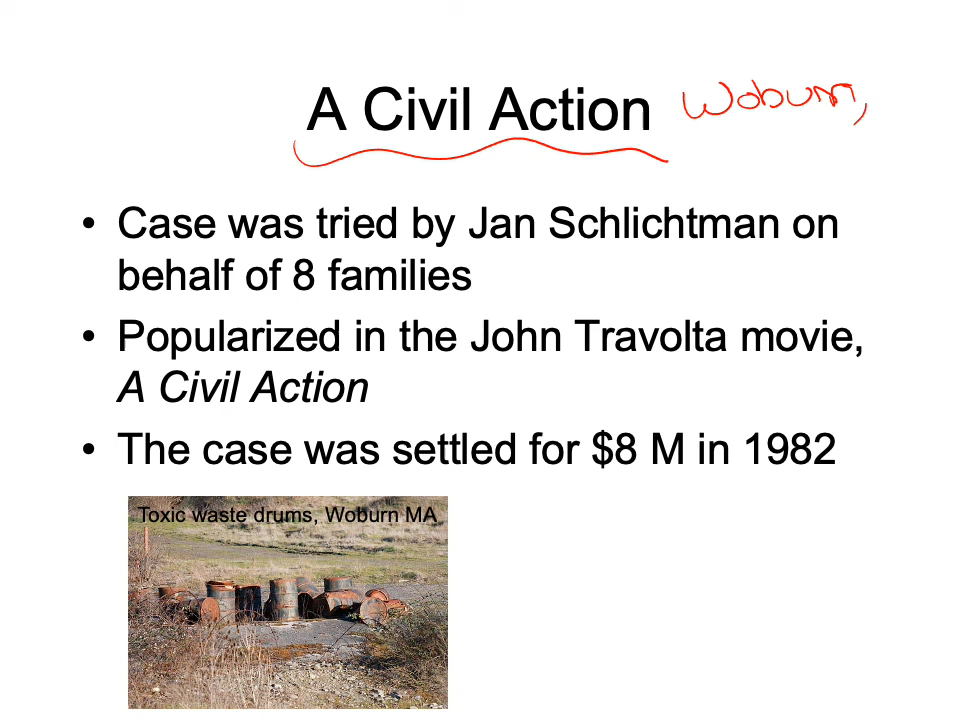 A Civil Action Woburn,
• Case was tried by Jan Schlichtman on
behalf of 8 families
• Popularized in the John Travolta movie,
A Civil Action
• The case was settled for $8 M in 1982
Toxic waste drums, Woburn MA